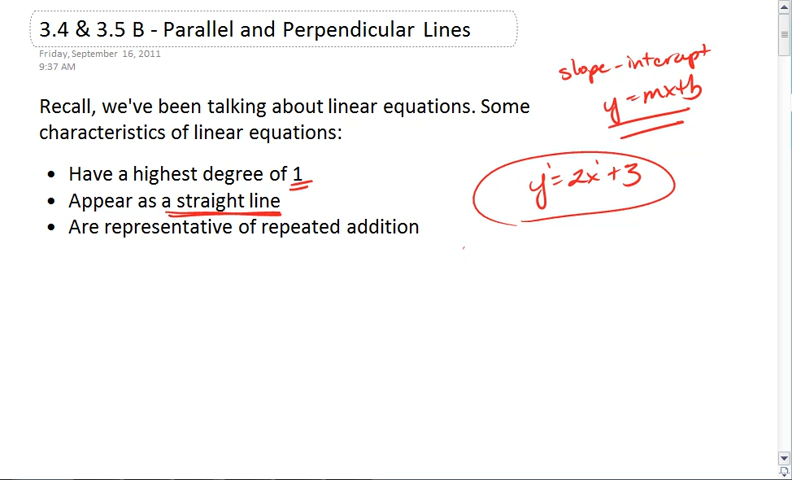 3.4 & 3.5 B - Parallel and Perpendicular Lines
Friday, September 16, 2011
9:37 AM
slope-intercept
y = mx+b
Recall, we've been talking about linear equations. Some
characteristics of linear equations:
• Have a highest degree of 1
• Appear as a straight line
• Are representative of repeated addition
y¹ = 2x¹ + 3